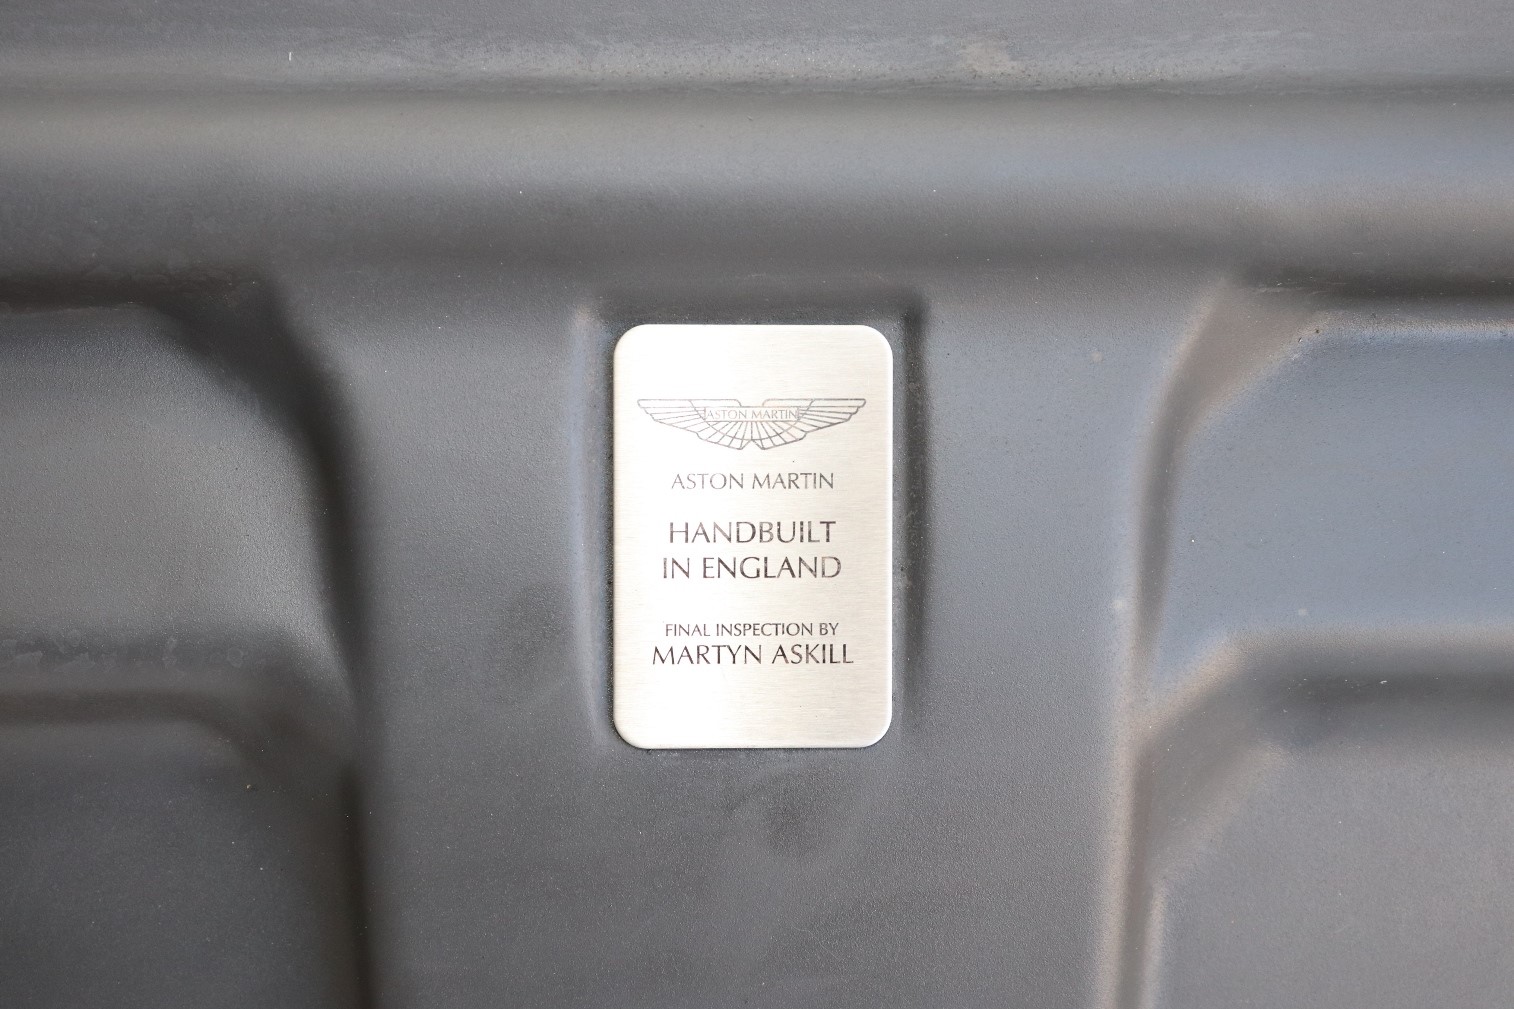 ASTON MARTIN
ASTON MARTIN
HANDBUILT
IN ENGLAND
FINAL INSPECTION BY
MARTYN ASKILL